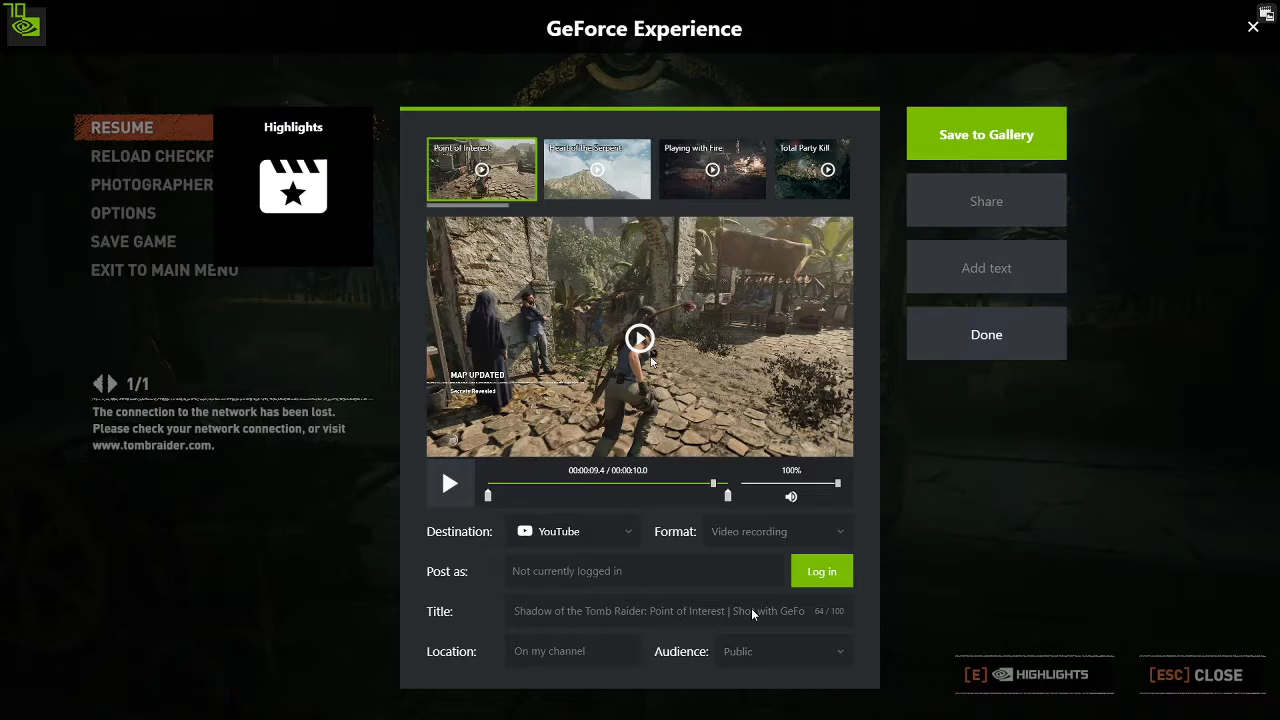 70
GeForce Experience
RESUME
RELOAD CHECKP
PHOTOGRAPHER
OPTIONS
SAVE GAME
EXIT TO MAIN MENU
Highlights
1/1
The connection to the network has been lost.
Please check your network connection, or visit
www.tombraider.com.
Point of Interest
Heart of the Serpent
Playing with Fire
Total Party Kill
MAP UPDATED
Secrets Revealed
00:00:09.4 / 00:00:10.0
100%
Destination: YouTube Format: Video recording
Post as: Not currently logged in Log in
Title: Shadow of the Tomb Raider: Point of Interest | Sho with GeFo 64 / 100
Location: On my channel Audience: Public
Save to Gallery
Share
Add text
Done
[E] HIGHLIGHTS
[ESC] CLOSE